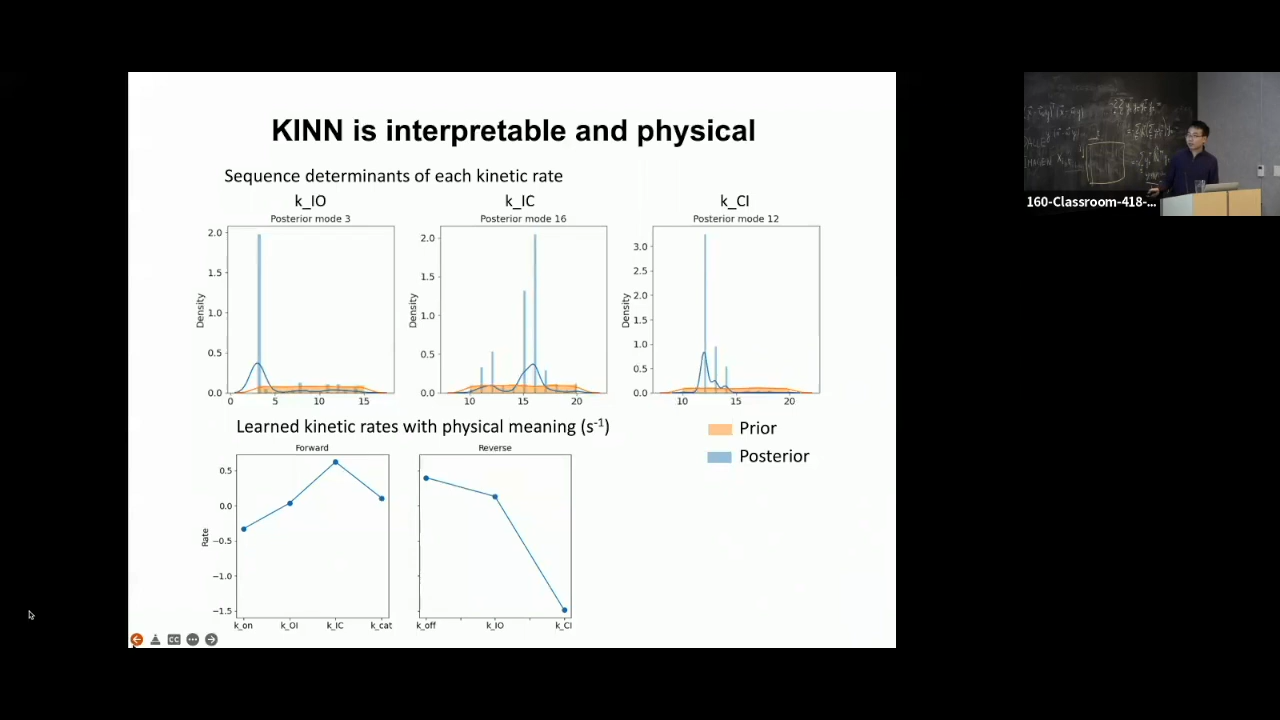 KINN is interpretable and physical
Sequence determinants of each kinetic rate
k_IO
k_IC
k_CI
Posterior mode 3
Posterior mode 16
Posterior mode 12
Density
2.0
1.5
1.0
0.5
0.0
0
5
10
15
Density
2.0
1.5
1.0
0.5
0.0
10
15
20
Density
3.0
2.5
2.0
1.5
1.0
0.5
0.0
10
15
20
Learned kinetic rates with physical meaning (s⁻¹)
Prior
Posterior
Forward
Rate
0.5
0.0
−0.5
−1.0
−1.5
k_on
k_OI
k_IC
k_cat
Reverse
k_off
k_IO
k_CI
CC
160-Classroom-418-...